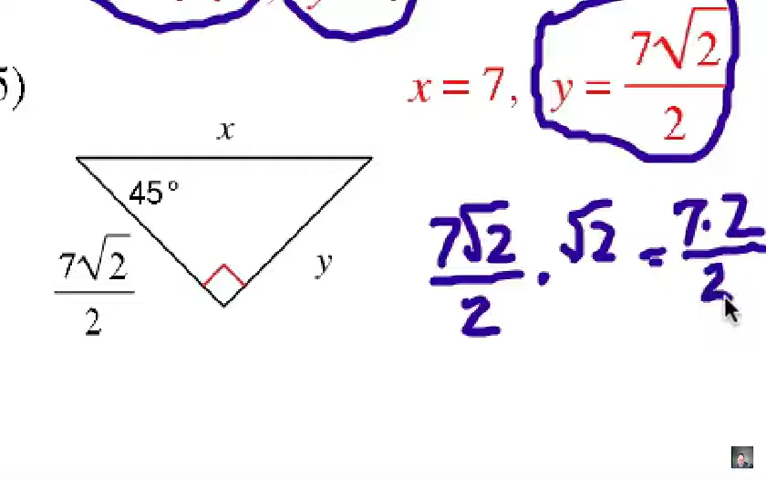 5)
x = 7, y = 7√2/2
x
45°
7√2/2
y
7√2/2 · √2 = 7·2/2